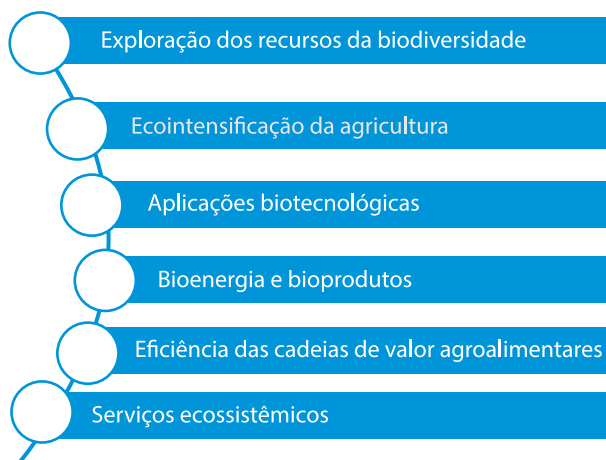 Exploração dos recursos da biodiversidade
Ecointensificação da agricultura
Aplicações biotecnológicas
Bioenergia e bioprodutos
Eficiência das cadeias de valor agroalimentares
Serviços ecossistêmicos